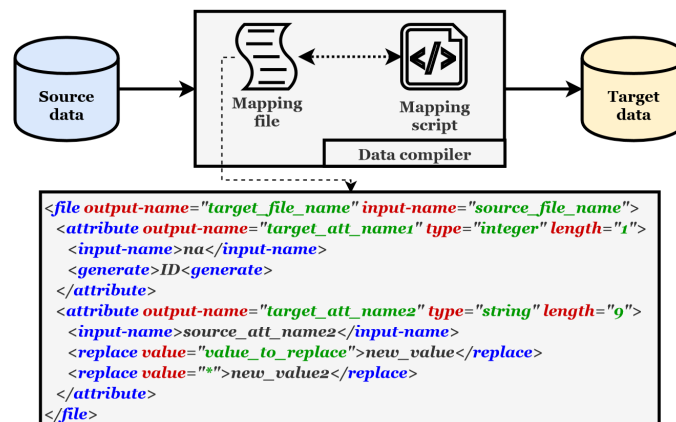 Source
data
Mapping
file
</>
Mapping
script
Data compiler
Target
data
<file output-name="target_file_name" input-name="source_file_name">
<attribute output-name="target_att_name1" type="integer" length="1">
<input-name>na</input-name>
<generate>ID<generate>
</attribute>
<attribute output-name="target_att_name2" type="string" length="9">
<input-name>source_att_name2</input-name>
<replace value="value_to_replace">new_value</replace>
<replace value="*">new_value2</replace>
</attribute>
</file>